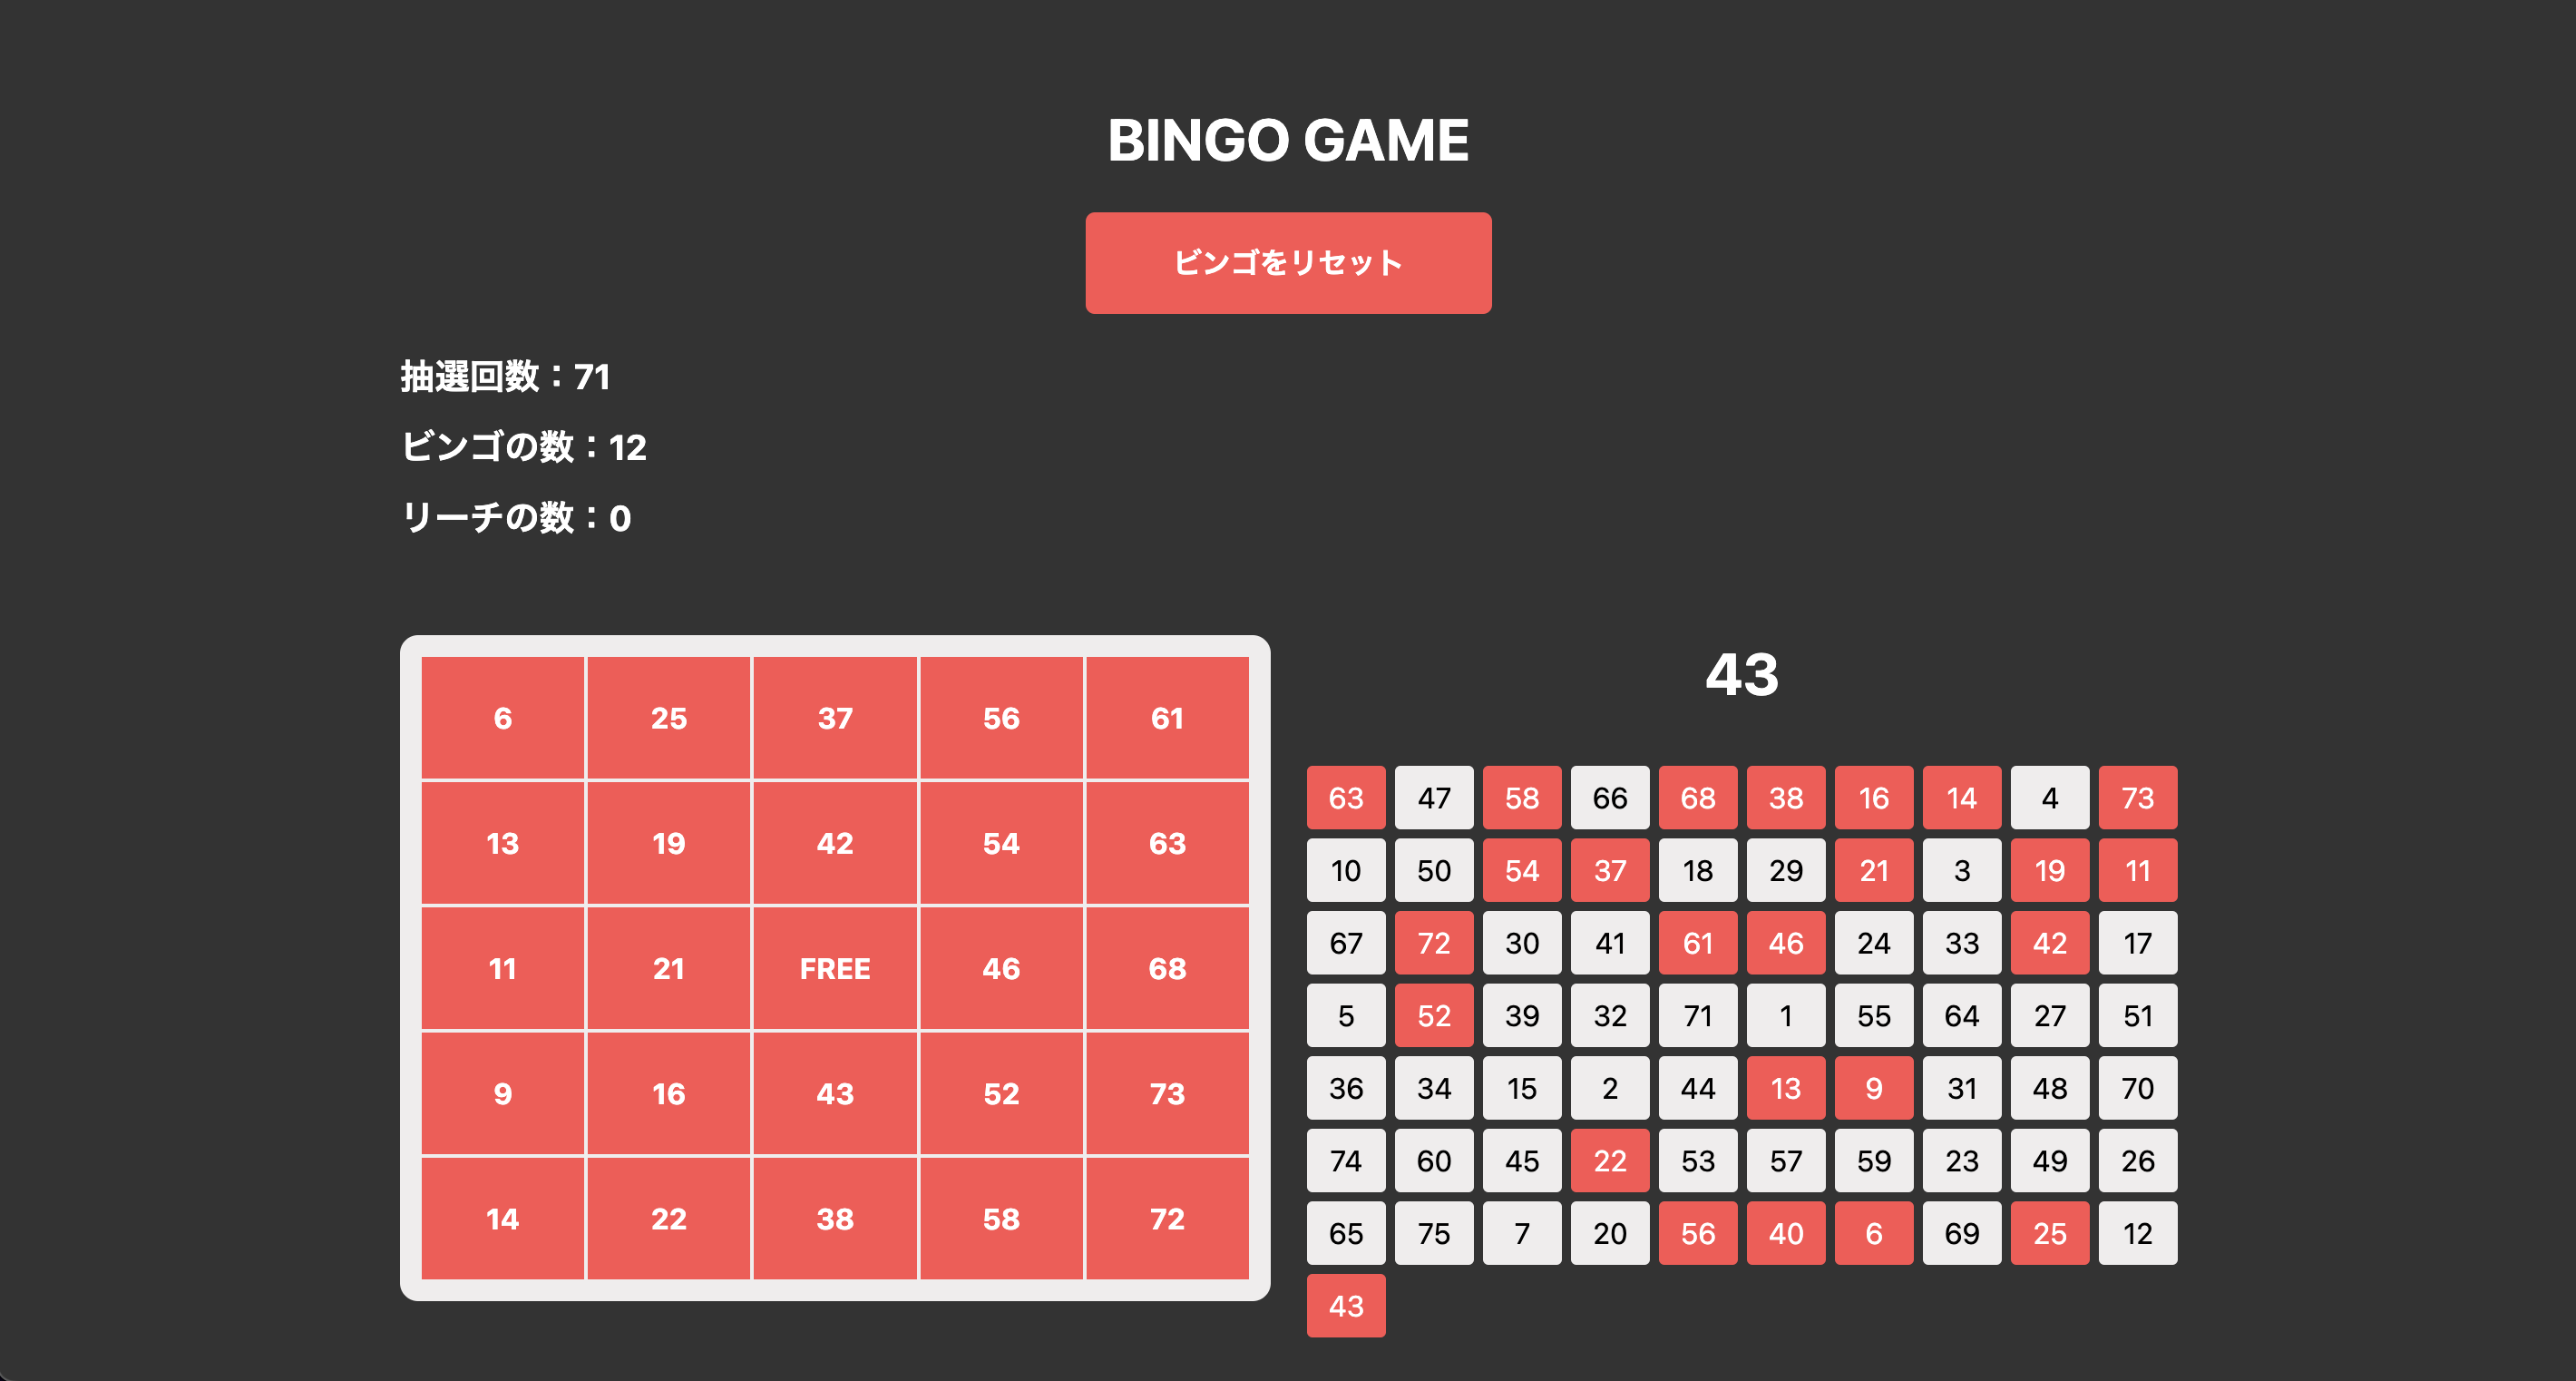 BINGO GAME
ビンゴをリセット
抽選回数：71
ビンゴの数：12
リーチの数：0
6 25 37 56 61
13 19 42 54 63
11 21 FREE 46 68
9 16 43 52 73
14 22 38 58 72
43
63 47 58 66 68 38 16 14 4 73
10 50 54 37 18 29 21 3 19 11
67 72 30 41 61 46 24 33 42 17
5 52 39 32 71 1 55 64 27 51
36 34 15 2 44 13 9 31 48 70
74 60 45 22 53 57 59 23 49 26
65 75 7 20 56 40 6 69 25 12
43